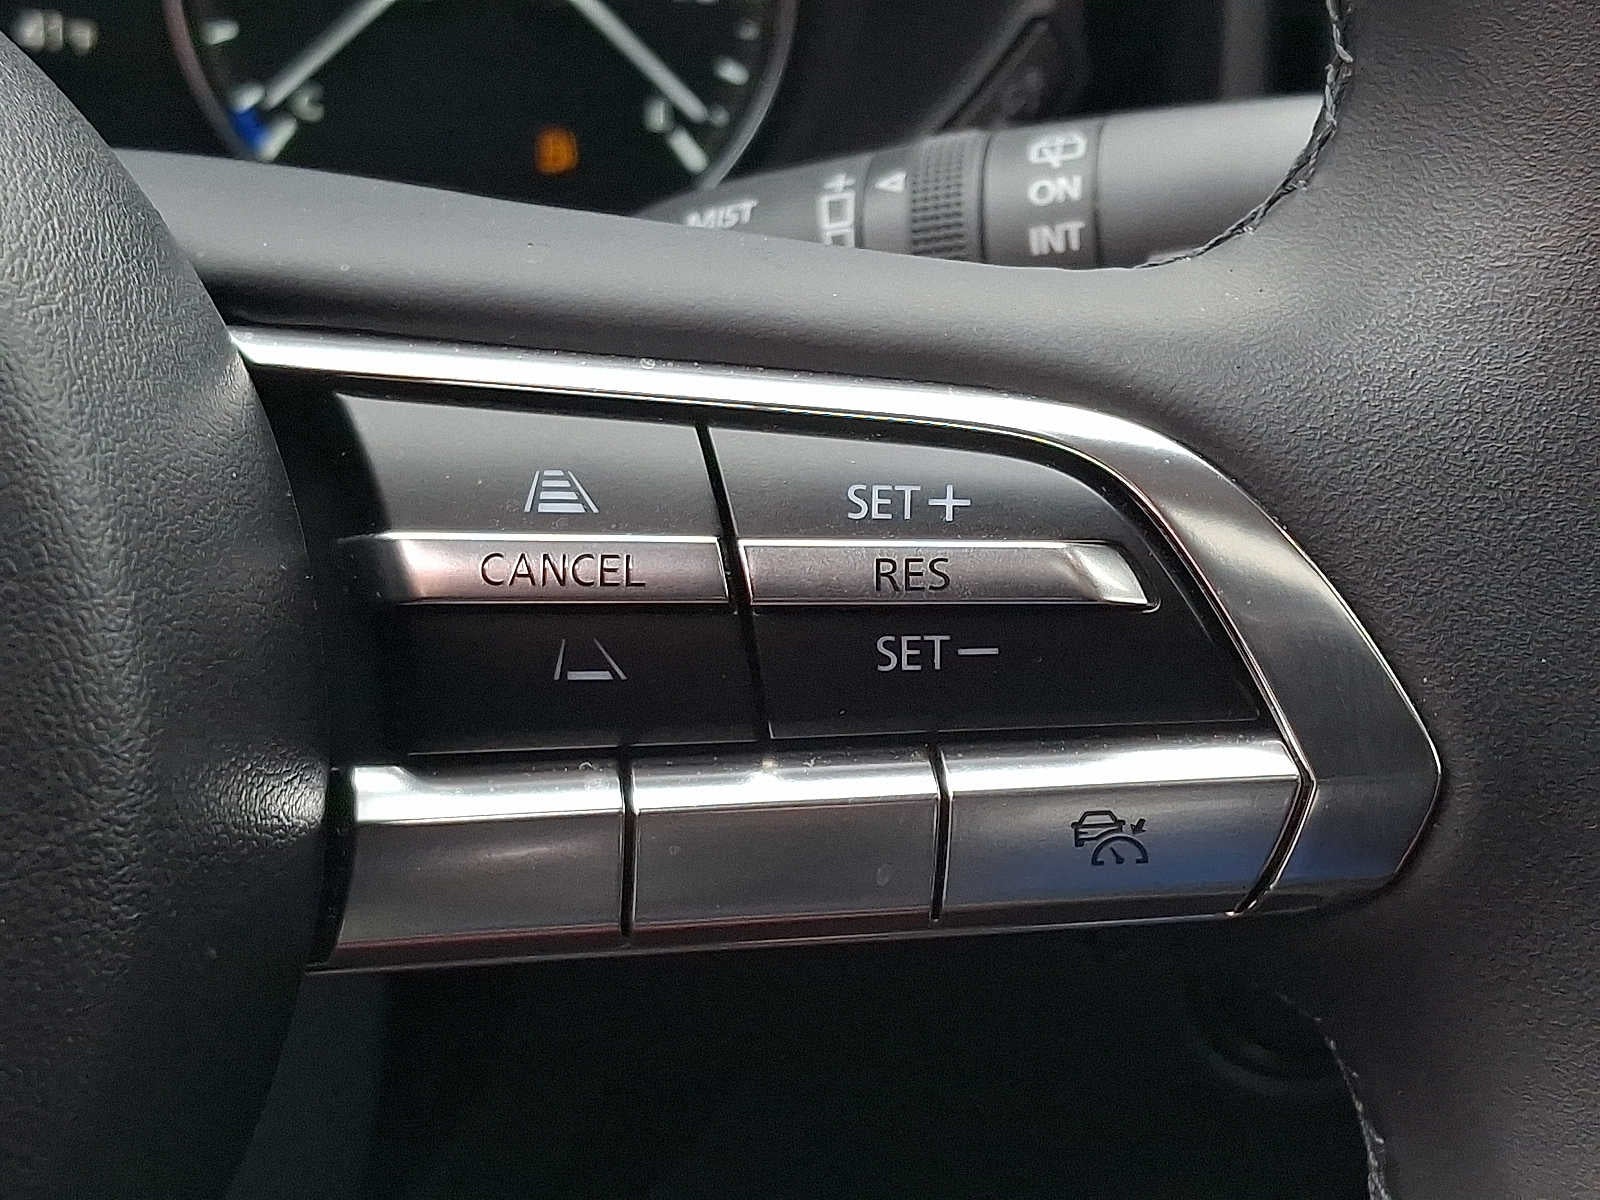 C
MIST
ON
INT
SET+
CANCEL
RES
SET−